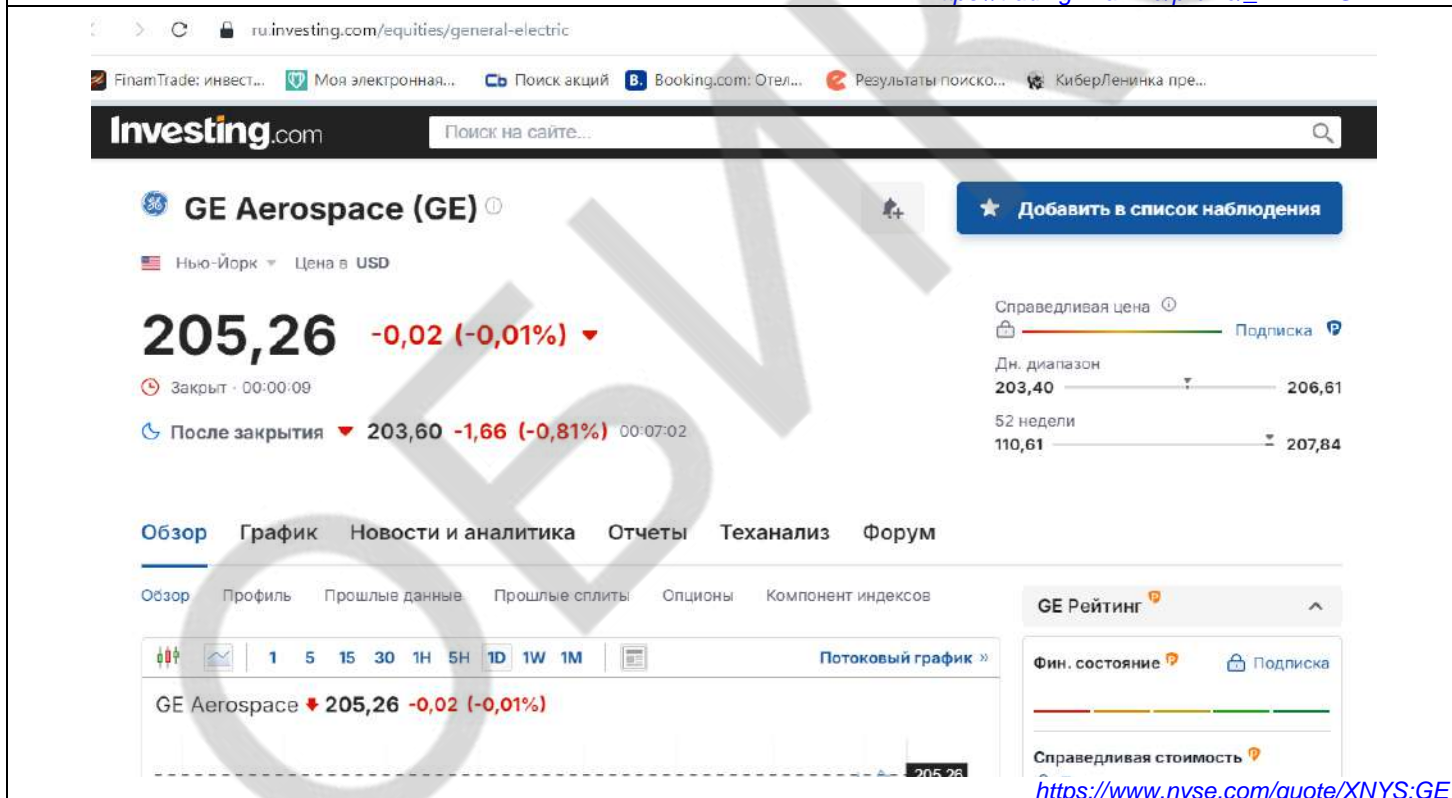 ru.investing.com/equities/general-electric
FinamTrade: инвест... Моя электронная... Поиск акций B. Booking.com: Отел... Результаты поиско... КиберЛенинка пре...
Investing.com Поиск на сайте...
GE Aerospace (GE) Добавить в список наблюдения
Нью-Йорк Цена в USD
Справедливая цена
205,26 -0,02 (-0,01%) Подписка
Дн. диапазон
Закрыт · 00:00:09 203,40 206,61
52 недели
После закрытия 203,60 -1,66 (-0,81%) 00:07:02
110,61 207,84
Обзор График Новости и аналитика Отчеты Теханализ Форум
Обзор Профиль Прошлые данные Прошлые сплиты Опционы Компонент индексов
GE Рейтинг
1 5 15 30 1H 5H 1D 1W 1M Потоковый график »
Фин. состояние Подписка
GE Aerospace 205,26 -0,02 (-0,01%)
Справедливая стоимость
205,26
https://www.nyse.com/quote/XNYS:GE
ОБИК